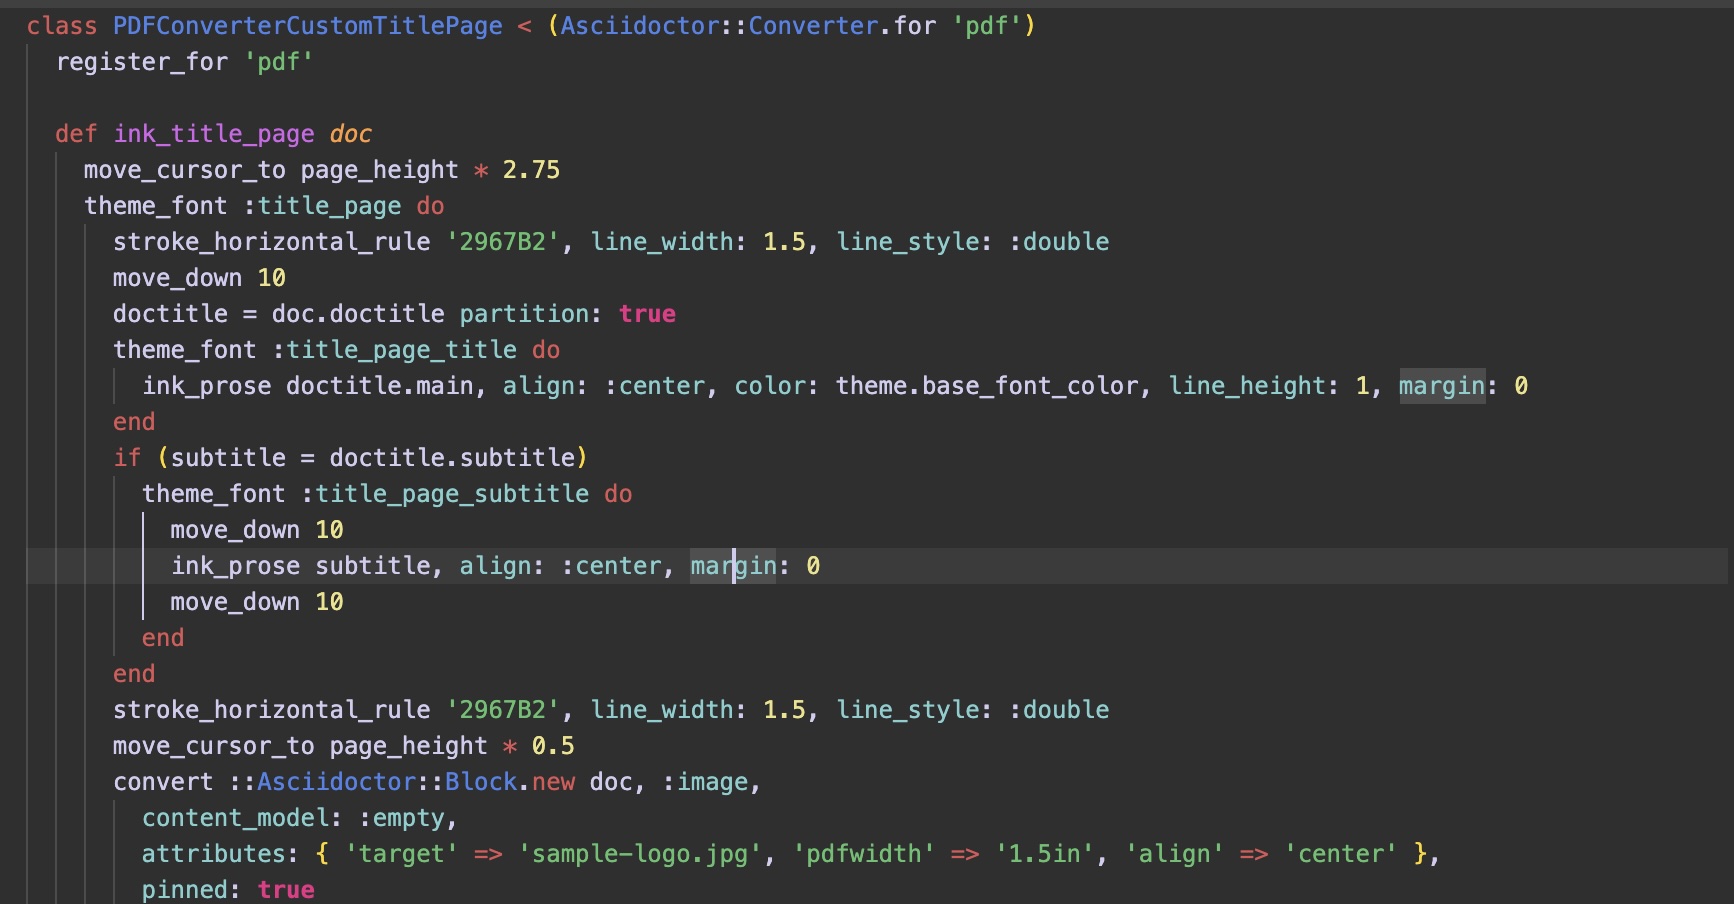 class PDFConverterCustomTitlePage < (Asciidoctor::Converter.for 'pdf')
  register_for 'pdf'

  def ink_title_page doc
    move_cursor_to page_height * 2.75
    theme_font :title_page do
      stroke_horizontal_rule '2967B2', line_width: 1.5, line_style: :double
      move_down 10
      doctitle = doc.doctitle partition: true
      theme_font :title_page_title do
        ink_prose doctitle.main, align: :center, color: theme.base_font_color, line_height: 1, margin: 0
      end
      if (subtitle = doctitle.subtitle)
        theme_font :title_page_subtitle do
          move_down 10
          ink_prose subtitle, align: :center, margin: 0
          move_down 10
        end
      end
      stroke_horizontal_rule '2967B2', line_width: 1.5, line_style: :double
      move_cursor_to page_height * 0.5
      convert ::Asciidoctor::Block.new doc, :image,
        content_model: :empty,
        attributes: { 'target' => 'sample-logo.jpg', 'pdfwidth' => '1.5in', 'align' => 'center' },
        pinned: true